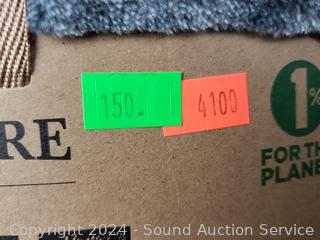 1%
150.
4100
RE
FOR THE
PLANE
Copyright 2024 - Sound Auction Service